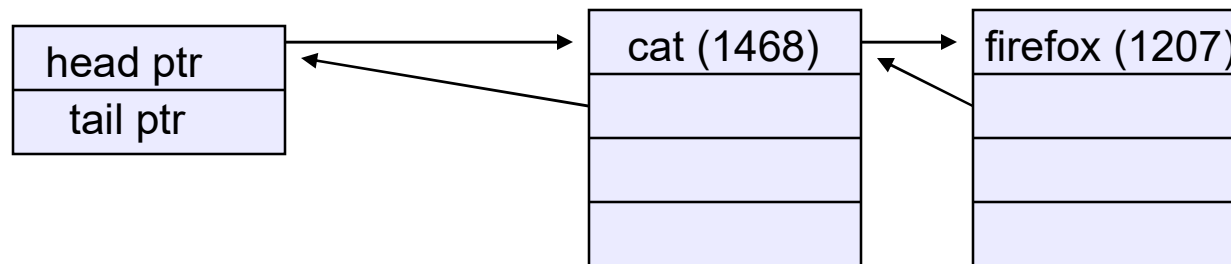 head ptr
tail ptr
cat (1468)
firefox (1207)